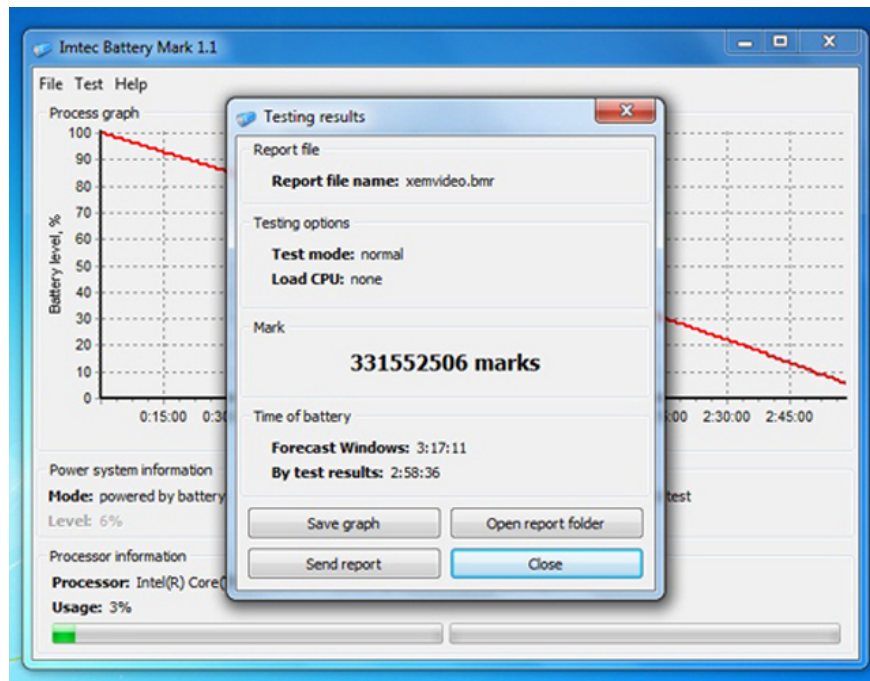 Imtec Battery Mark 1.1
File Test Help
Process graph
100
90
80
70
60
50
40
30
20
10
0
Battery level, %
0:15:00
2:30:00 2:45:00
Testing results
Report file
Report file name: xemvideo.bmr
Testing options
Test mode: normal
Load CPU: none
Mark
331552506 marks
Time of battery
Forecast Windows: 3:17:11
By test results: 2:58:36
Save graph Open report folder
Send report Close
Power system information
Mode: powered by battery
test
Level: 6%
Processor information
Processor: Intel(R)
Usage: 3%